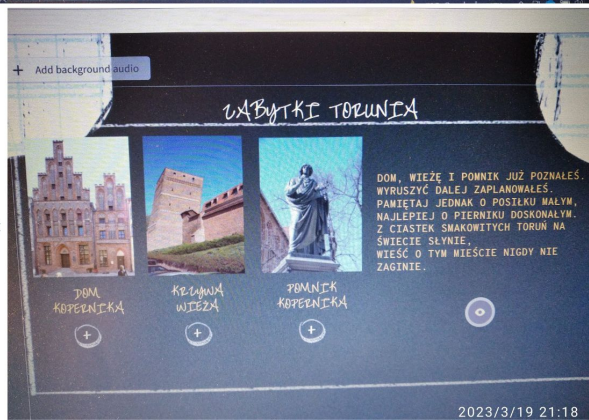 + Add background audio
ZABYTKI TORUNIA
DOM
KOPERNIKA
KRZYWA
WIEŻA
POMNIK
KOPERNIKA
DOM, WIEŻĘ I POMNIK JUŻ POZNAŁEŚ.
WYRUSZYĆ DALEJ ZAPLANOWAŁEŚ.
PAMIĘTAJ JEDNAK O POSIŁKU MAŁYM,
NAJLEPIEJ O PIERNIKU DOSKONAŁYM.
Z CIASTEK SMAKOWITYCH TORUŃ NA
ŚWIECIE SŁYNIE,
WIEŚĆ O TYM MIEŚCIE NIGDY NIE
ZAGINIE.
2023/3/19 21:18